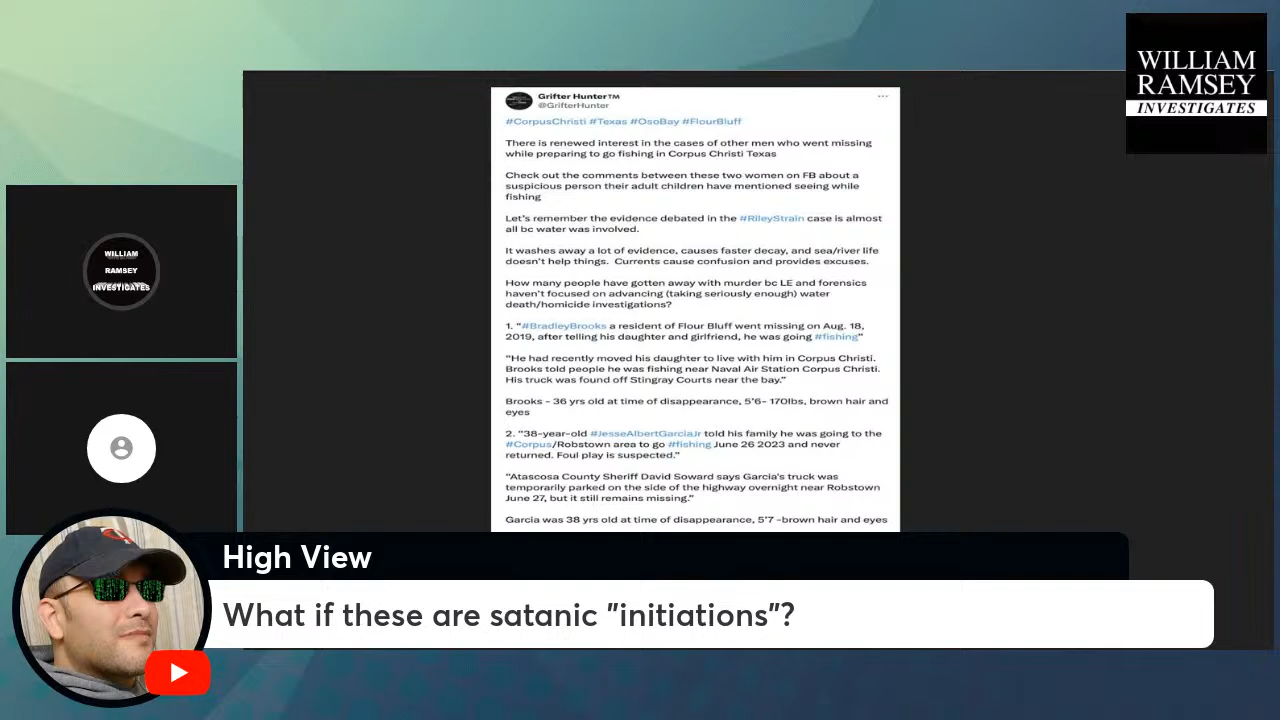 WILLIAM
RAMSEY
INVESTIGATES
Grifter Hunter™
@GrifterHunter
#CorpusChristi #Texas #OsoBay #FlourBluff
There is renewed interest in the cases of other men who went missing
while preparing to go fishing in Corpus Christi Texas
Check out the comments between these two women on FB about a
suspicious person their adult children have mentioned seeing while
fishing
Let's remember the evidence debated in the #RileyStrain case is almost
all bc water was involved.
It washes away a lot of evidence, causes faster decay, and sea/river life
doesn't help things. Currents cause confusion and provides excuses.
How many people have gotten away with murder bc LE and forensics
haven't focused on advancing (taking seriously enough) water
death/homicide investigations?
1. "#BradleyBrooks a resident of Flour Bluff went missing on Aug. 18,
2019, after telling his daughter and girlfriend, he was going #fishing"
"He had recently moved his daughter to live with him in Corpus Christi.
Brooks told people he was fishing near Naval Air Station Corpus Christi.
His truck was found off Stingray Courts near the bay."
Brooks - 36 yrs old at time of disappearance, 5'6- 170lbs, brown hair and
eyes
2. "38-year-old #JesseAlbertGarciaJr told his family he was going to the
#Corpus/Robstown area to go #fishing June 26 2023 and never
returned. Foul play is suspected."
"Atascosa County Sheriff David Soward says Garcia's truck was
temporarily parked on the side of the highway overnight near Robstown
June 27, but it still remains missing."
Garcia was 38 yrs old at time of disappearance, 5'7 -brown hair and eyes
WILLIAM
RAMSEY
INVESTIGATES
High View
What if these are satanic "initiations"?